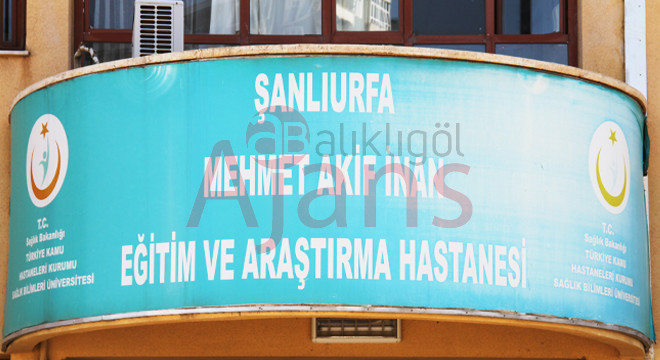 ŞANLIURFA
MEHMET AKİF İNAN
EĞİTİM VE ARAŞTIRMA HASTANESİ
T.C.
Sağlık Bakanlığı
TÜRKİYE KAMU
HASTANELERİ KURUMU
SAĞLIK BİLİMLERİ ÜNİVERSİTESİ
T.C.
Sağlık Bakanlığı
TÜRKİYE KAMU
HASTANELERİ KURUMU
SAĞLIK BİLİMLERİ ÜNİVERSİTESİ
Balıklıgöl
Ajans